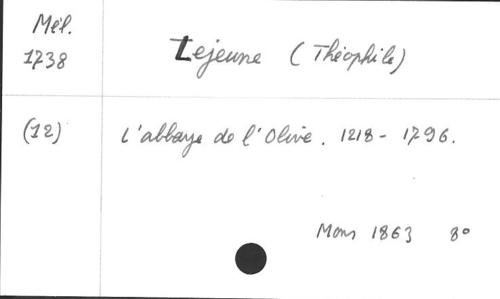 Mél.
1738
Lejeune (Théophile)
(12)
L'abbaye de l'Olive. 1218 - 1796.
Mons 1863 8°